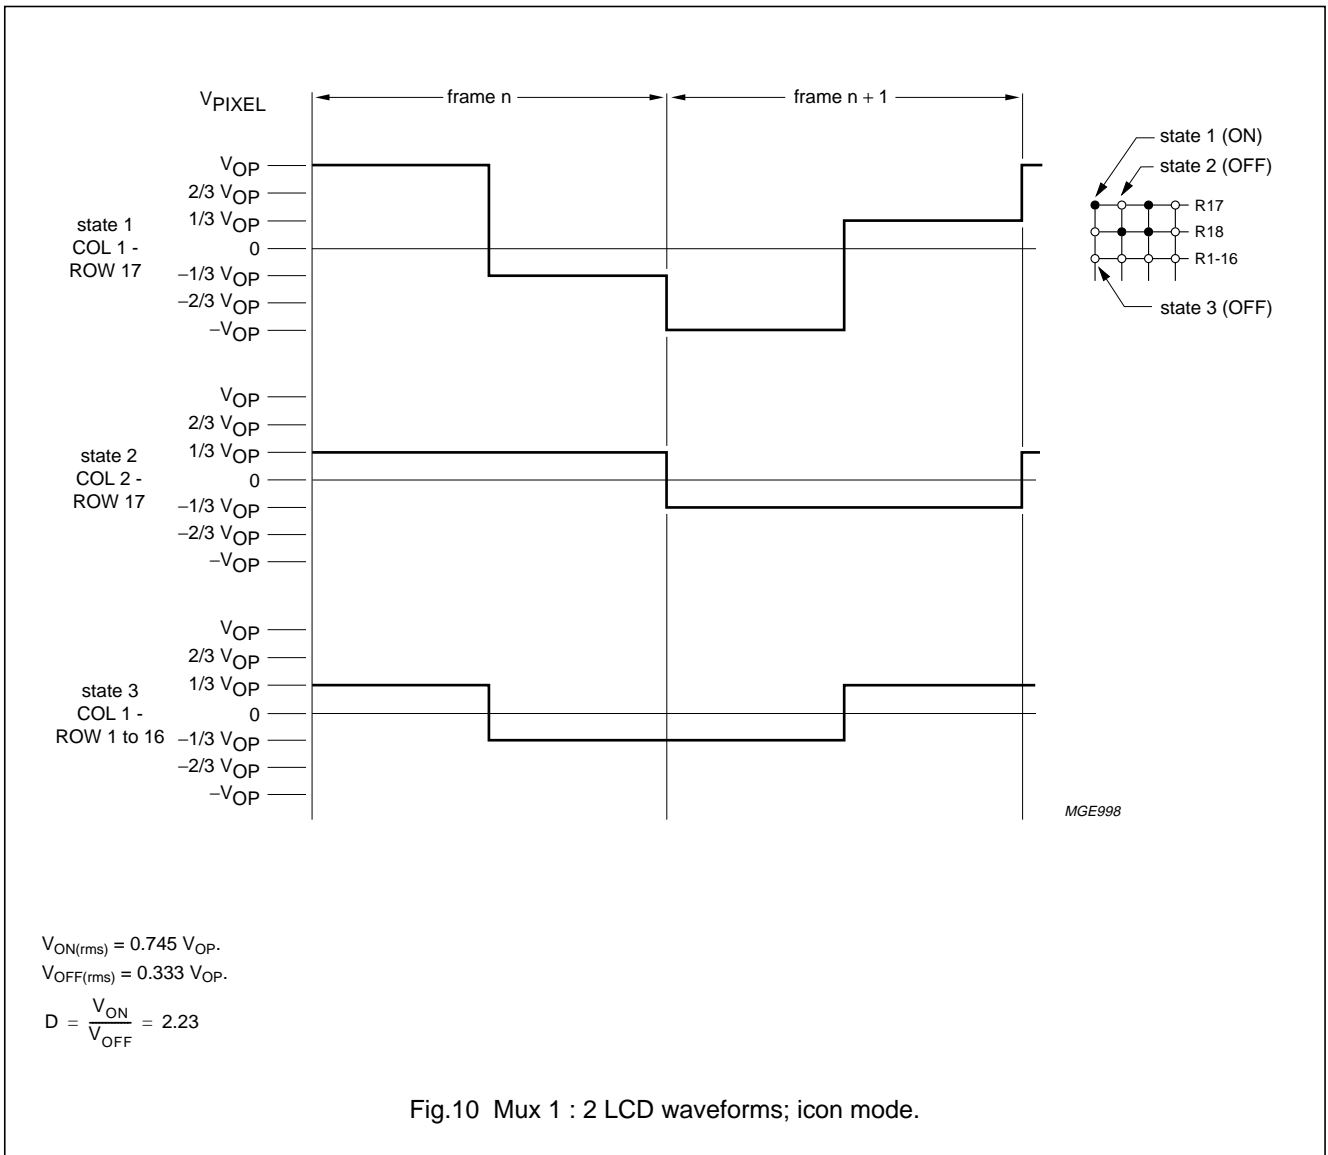 VPIXEL
frame n
frame n + 1
state 1 (ON)
state 2 (OFF)
R17
R18
R1-16
state 3 (OFF)
state 1
COL 1 -
ROW 17
VOP
2/3 VOP
1/3 VOP
0
−1/3 VOP
−2/3 VOP
−VOP
state 2
COL 2 -
ROW 17
VOP
2/3 VOP
1/3 VOP
0
−1/3 VOP
−2/3 VOP
−VOP
state 3
COL 1 -
ROW 1 to 16
VOP
2/3 VOP
1/3 VOP
0
−1/3 VOP
−2/3 VOP
−VOP
MGE998
VON(rms) = 0.745 VOP.
VOFF(rms) = 0.333 VOP.
D = VON / VOFF = 2.23
Fig.10 Mux 1 : 2 LCD waveforms; icon mode.